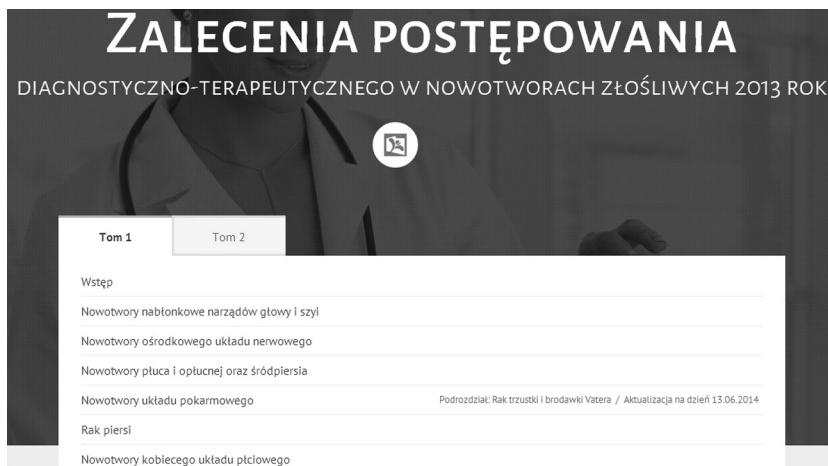 ZALECENIA POSTĘPOWANIA
DIAGNOSTYCZNO-TERAPEUTYCZNEGO W NOWOTWORACH ZŁOŚLIWYCH 2013 ROK
Tom 1 Tom 2
Wstęp
Nowotwory nabłonkowe narządów głowy i szyi
Nowotwory ośrodkowego układu nerwowego
Nowotwory płuca i opłucnej oraz śródpiersia
Nowotwory układu pokarmowego Podrozdział: Rak trzustki i brodawki Vatera / Aktualizacja na dzień 13.06.2014
Rak piersi
Nowotwory kobiecego układu płciowego